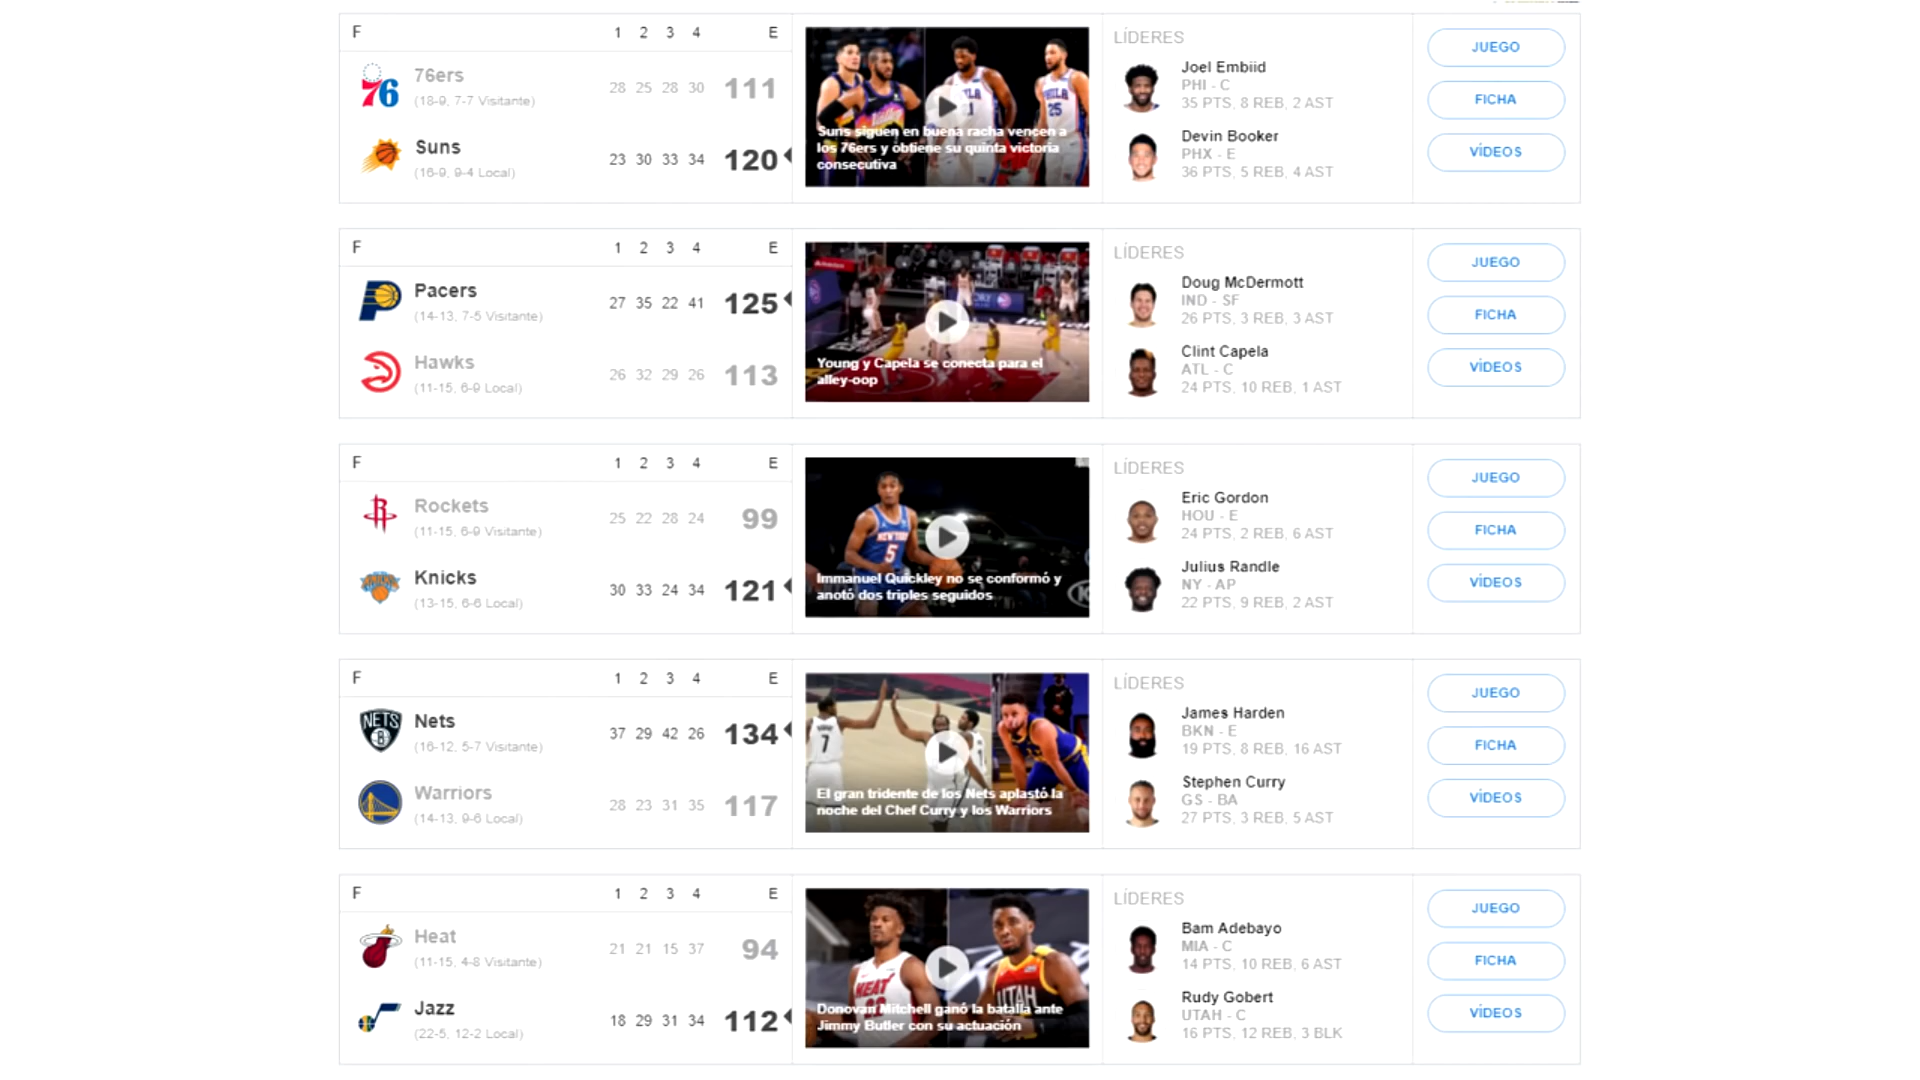 F 1 2 3 4 E
76ers 28 25 28 30 111
(18-9, 7-7 Visitante)
Suns 23 30 33 34 120
(16-9, 9-4 Local)
Suns siguen en buena racha vencen a
los 76ers y obtiene su quinta victoria
consecutiva
LÍDERES
Joel Embiid
PHI - C
35 PTS, 8 REB, 2 AST
Devin Booker
PHX - E
36 PTS, 5 REB, 4 AST
JUEGO
FICHA
VÍDEOS
F 1 2 3 4 E
Pacers 27 35 22 41 125
(14-13, 7-5 Visitante)
Hawks 26 32 29 26 113
(11-15, 6-9 Local)
Young y Capela se conecta para el
alley-oop
LÍDERES
Doug McDermott
IND - SF
26 PTS, 3 REB, 3 AST
Clint Capela
ATL - C
24 PTS, 10 REB, 1 AST
JUEGO
FICHA
VÍDEOS
F 1 2 3 4 E
Rockets 25 22 28 24 99
(11-15, 6-9 Visitante)
Knicks 30 33 24 34 121
(13-15, 6-6 Local)
NEW YORK
5
Immanuel Quickley no se conformó y
anotó dos triples seguidos
LÍDERES
Eric Gordon
HOU - E
24 PTS, 2 REB, 6 AST
Julius Randle
NY - AP
22 PTS, 9 REB, 2 AST
JUEGO
FICHA
VÍDEOS
F 1 2 3 4 E
NETS
B
Nets 37 29 42 26 134
(16-12, 5-7 Visitante)
Warriors 28 23 31 35 117
(14-13, 9-6 Local)
7
El gran tridente de los Nets aplastó la
noche del Chef Curry y los Warriors
LÍDERES
James Harden
BKN - E
19 PTS, 8 REB, 16 AST
Stephen Curry
GS - BA
27 PTS, 3 REB, 5 AST
JUEGO
FICHA
VÍDEOS
F 1 2 3 4 E
Heat 21 21 15 37 94
(11-15, 4-8 Visitante)
Jazz 18 29 31 34 112
(22-5, 12-2 Local)
HEAT
UTAH
Donovan Mitchell ganó la batalla ante
Jimmy Butler con su actuación
LÍDERES
Bam Adebayo
MIA - C
14 PTS, 10 REB, 6 AST
Rudy Gobert
UTAH - C
16 PTS, 12 REB, 3 BLK
JUEGO
FICHA
VÍDEOS